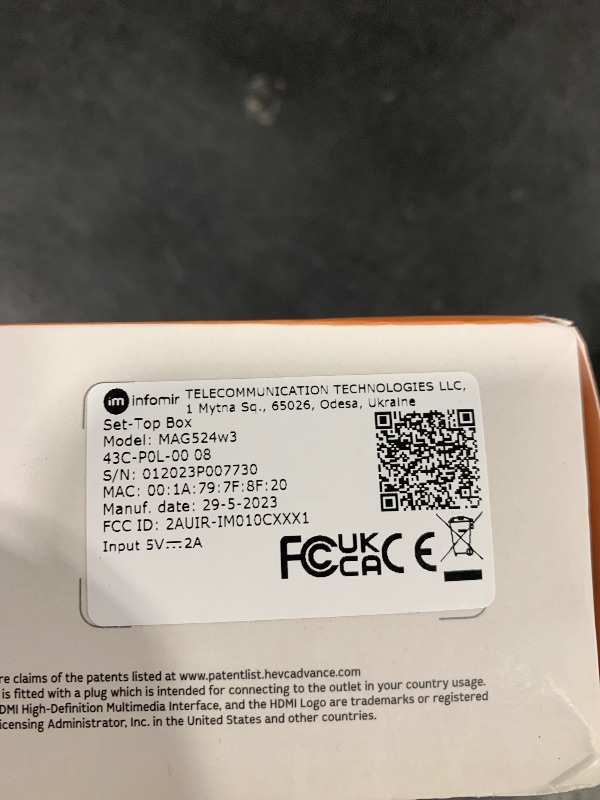 im infomir TELECOMMUNICATION TECHNOLOGIES LLC,
1 Mytna Sq., 65026, Odesa, Ukraine
Set-Top Box
Model: MAG524w3
43C-P0L-00 08
S/N: 012023P007730
MAC: 00:1A:79:7F:8F:20
Manuf. date: 29-5-2023
FCC ID: 2AUIR-IM010CXXX1
Input 5V⎓2A
FC UK CA CE
re claims of the patents listed at www.patentlist.hevcadvance.com
is fitted with a plug which is intended for connecting to the outlet in your country usage.
DMI High-Definition Multimedia Interface, and the HDMI Logo are trademarks or registered
icensing Administrator, Inc. in the United States and other countries.